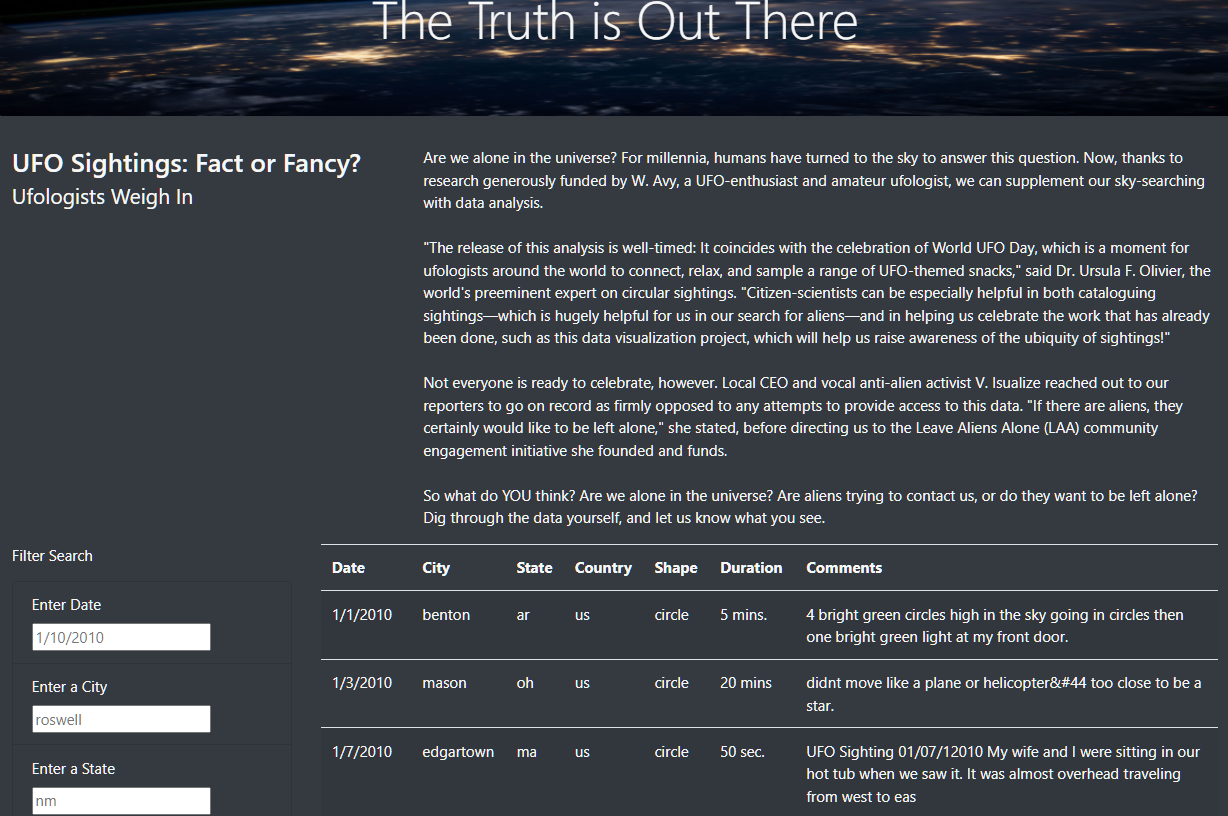 The Truth is Out There
UFO Sightings: Fact or Fancy?
Ufologists Weigh In
Are we alone in the universe? For millennia, humans have turned to the sky to answer this question. Now, thanks to
research generously funded by W. Avy, a UFO-enthusiast and amateur ufologist, we can supplement our sky-searching
with data analysis.
"The release of this analysis is well-timed: It coincides with the celebration of World UFO Day, which is a moment for
ufologists around the world to connect, relax, and sample a range of UFO-themed snacks," said Dr. Ursula F. Olivier, the
world's preeminent expert on circular sightings. "Citizen-scientists can be especially helpful in both cataloguing
sightings—which is hugely helpful for us in our search for aliens—and in helping us celebrate the work that has already
been done, such as this data visualization project, which will help us raise awareness of the ubiquity of sightings!"
Not everyone is ready to celebrate, however. Local CEO and vocal anti-alien activist V. Isualize reached out to our
reporters to go on record as firmly opposed to any attempts to provide access to this data. "If there are aliens, they
certainly would like to be left alone," she stated, before directing us to the Leave Aliens Alone (LAA) community
engagement initiative she founded and funds.
So what do YOU think? Are we alone in the universe? Are aliens trying to contact us, or do they want to be left alone?
Dig through the data yourself, and let us know what you see.
Filter Search
Enter Date
1/10/2010
Enter a City
roswell
Enter a State
nm
Date City State Country Shape Duration Comments
1/1/2010 benton ar us circle 5 mins. 4 bright green circles high in the sky going in circles then
one bright green light at my front door.
1/3/2010 mason oh us circle 20 mins didnt move like a plane or helicopter&#44 too close to be a
star.
1/7/2010 edgartown ma us circle 50 sec. UFO Sighting 01/07/12010 My wife and I were sitting in our
hot tub when we saw it. It was almost overhead traveling
from west to eas